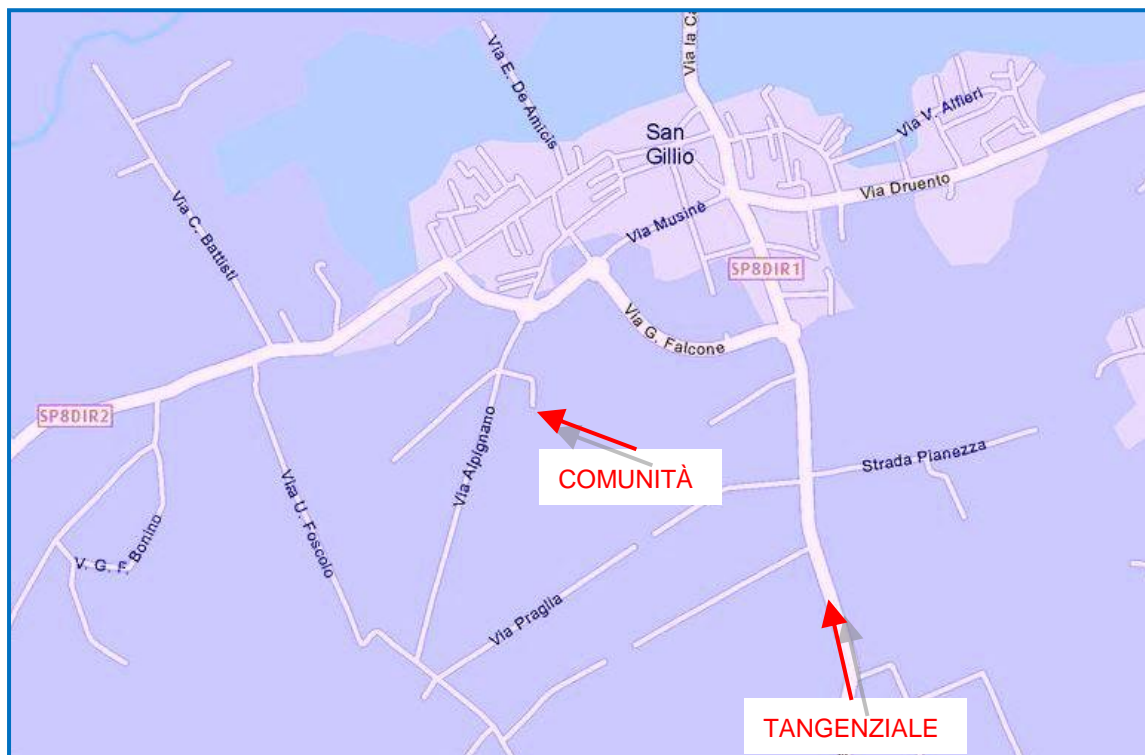 Via la Ca
Via E. De Amicis
Via V. Alfieri
San
Gillio
Via Druento
Via C. Battisti
Via Musinè
SP8DIR1
Via G. Falcone
SP8DIR2
Via Alpignano
Strada Pianezza
COMUNITÀ
Via U. Foscolo
V. G. F. Bonino
Via Praglia
TANGENZIALE